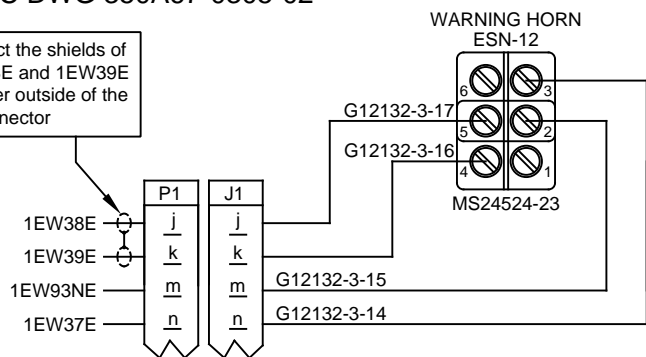 WARNING HORN
ESN-12
ct the shields of
E and 1EW39E
er outside of the
nector
G12132-3-17
G12132-3-16
6
3
5
2
4
1
MS24524-23
P1
J1
1EW38E
j
j
1EW39E
k
k
1EW93NE
m
m
G12132-3-15
1EW37E
n
n
G12132-3-14